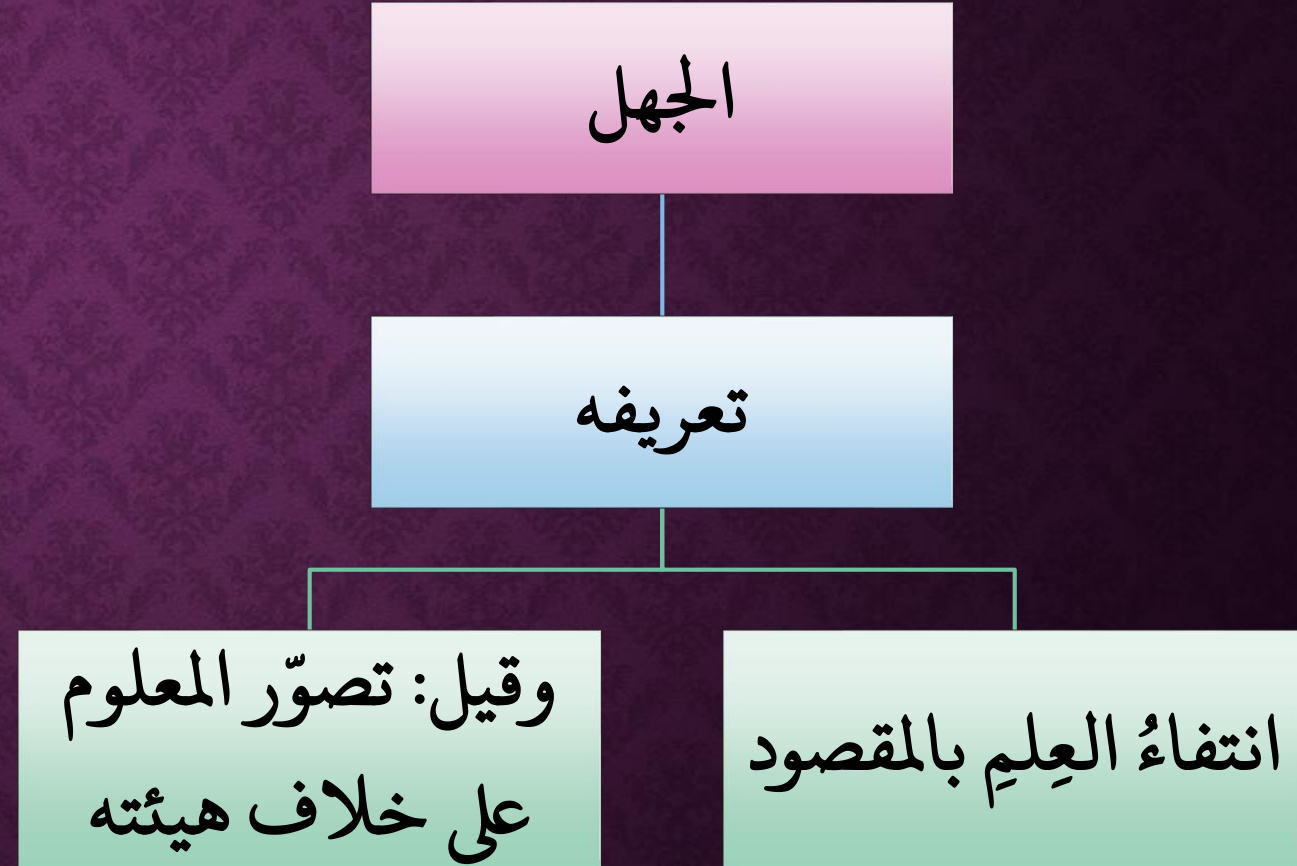 الجهل
تعريفه
انتفاءُ العِلمِ بالمقصود
وقيل: تصوّر المعلوم
على خلاف هيئته